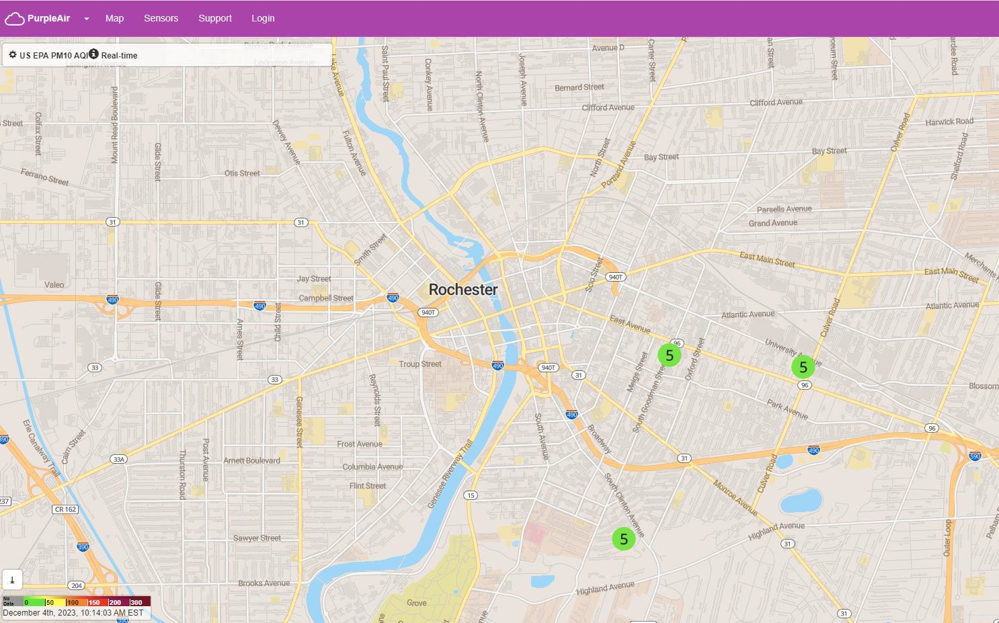 PurpleAir
Map
Sensors
Support
Login
US EPA PM10 AQI Real-time
Driving Park Avenue
Lexington Avenue
Lexington Avenue
Lake Avenue
Saint Paul Street
Conkey Avenue
North Clinton Avenue
Joseph Avenue
Avenue D
Carter Street
Bernard Street
Clifford Avenue
Clifford Avenue
Harwick Road
Culver Road
Shelford Road
Colfax Street
Mount Read Boulevard
Glide Street
Dewey Avenue
Fulton Avenue
Otis Street
Ferrano Street
North Street
Portland Avenue
Bay Street
Bay Street
Parsells Avenue
Grand Avenue
31
31
Smith Street
East Main Street
East Main Street
Scio Street
940T
Valeo
Jay Street
Campbell Street
Rochester
490
490
490
940T
Glide Street
Ames Street
Child Street
East Avenue
Atlantic Avenue
Atlantic Avenue
Culver Road
University Avenue
96
5
5
96
Oxford Street
Meigs Street
South Goodman Street
33
33
Troup Street
490
940T
31
Reynolds Street
Genesee Street
Blossom
Park Avenue
96
490
South Avenue
Broadway
Erie Canalway Trail
Cairn Street
390
33A
Thurston Road
Post Avenue
Frost Avenue
Arnett Boulevard
Columbia Avenue
Flint Street
Genesee Riverway Trail
15
31
490
590
Culver Road
Monroe Avenue
South Clinton Avenue
237
CR 162
390
Sawyer Street
5
Highland Avenue
31
Outer Loop
Brooks Avenue
204
Highland Avenue
Grove
31
No Data 0 50 100 150 200 300
December 4th, 2023, 10:14:03 AM EST
390